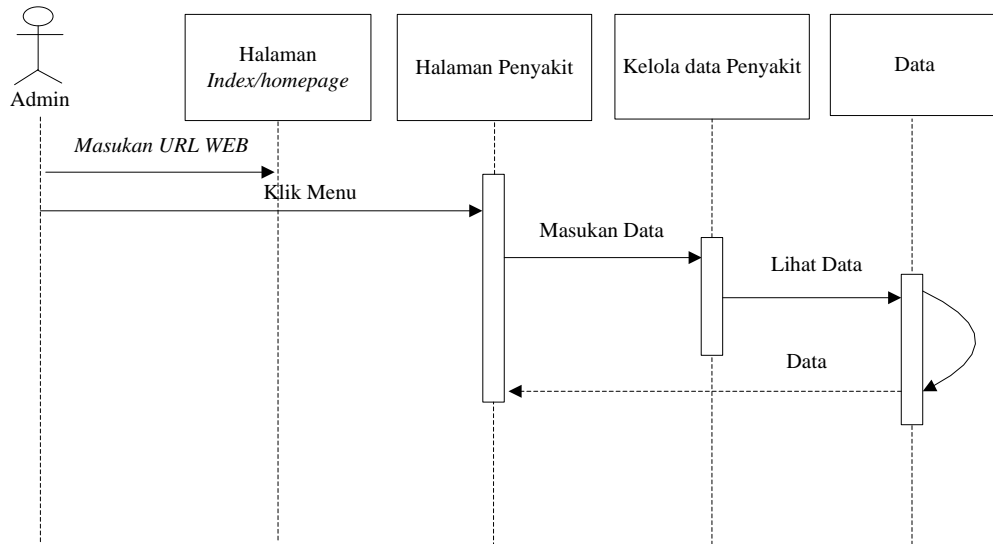 Admin
Halaman
Index/homepage
Halaman Penyakit
Kelola data Penyakit
Data
Masukan URL WEB
Klik Menu
Masukan Data
Lihat Data
Data